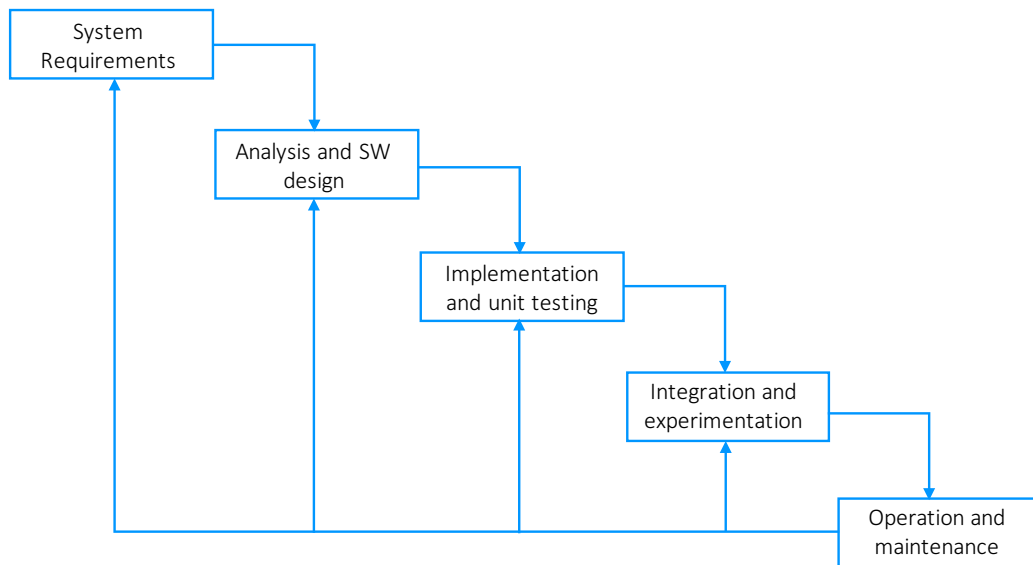 System
Requirements
Analysis and SW
design
Implementation
and unit testing
Integration and
experimentation
Operation and
maintenance